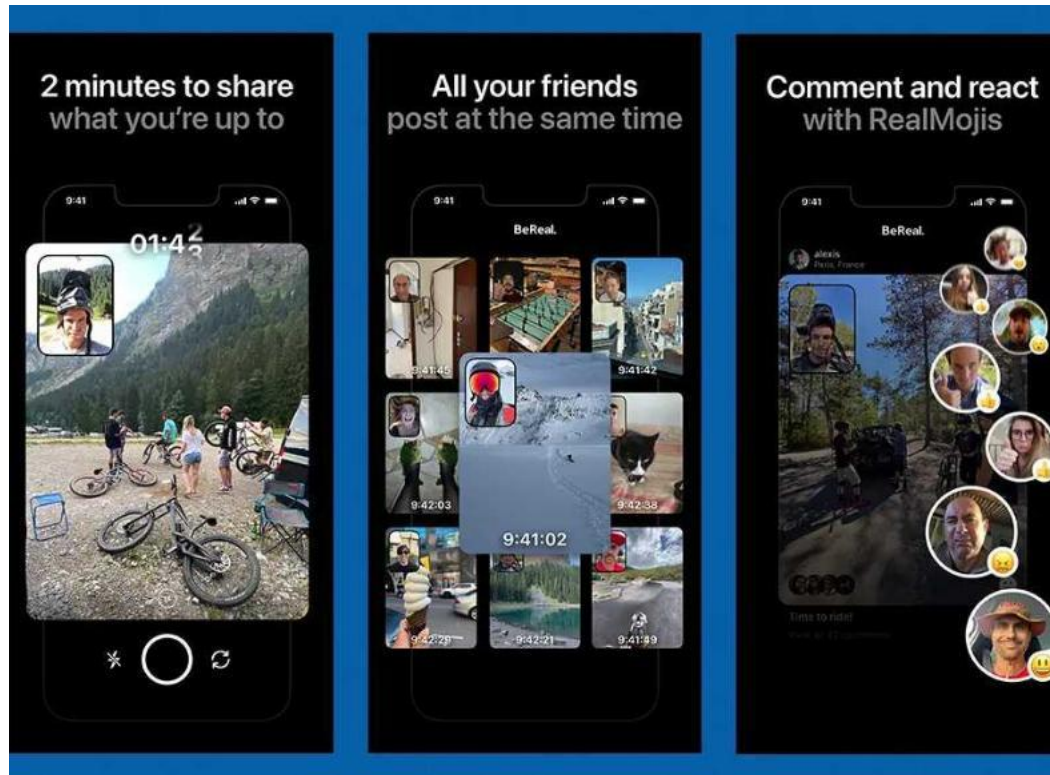 2 minutes to share
what you're up to
9:41
01:42
All your friends
post at the same time
9:41
BeReal.
9:41:45
9:41:42
9:42:03
9:41:02
9:42:38
9:42:29
9:42:21
9:41:49
Comment and react
with RealMojis
9:41
BeReal.
alexis
Paris, France
Time to ride!